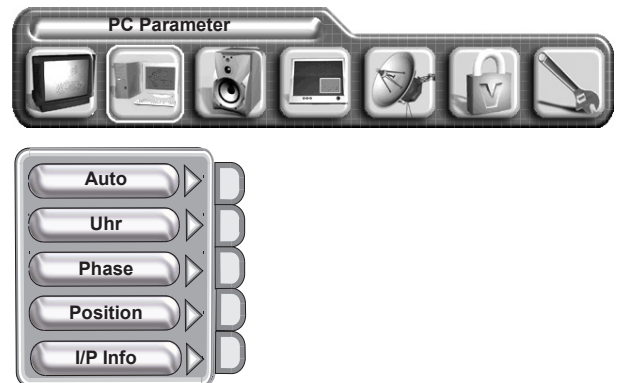 PC Parameter
Auto
Uhr
Phase
Position
I/P Info